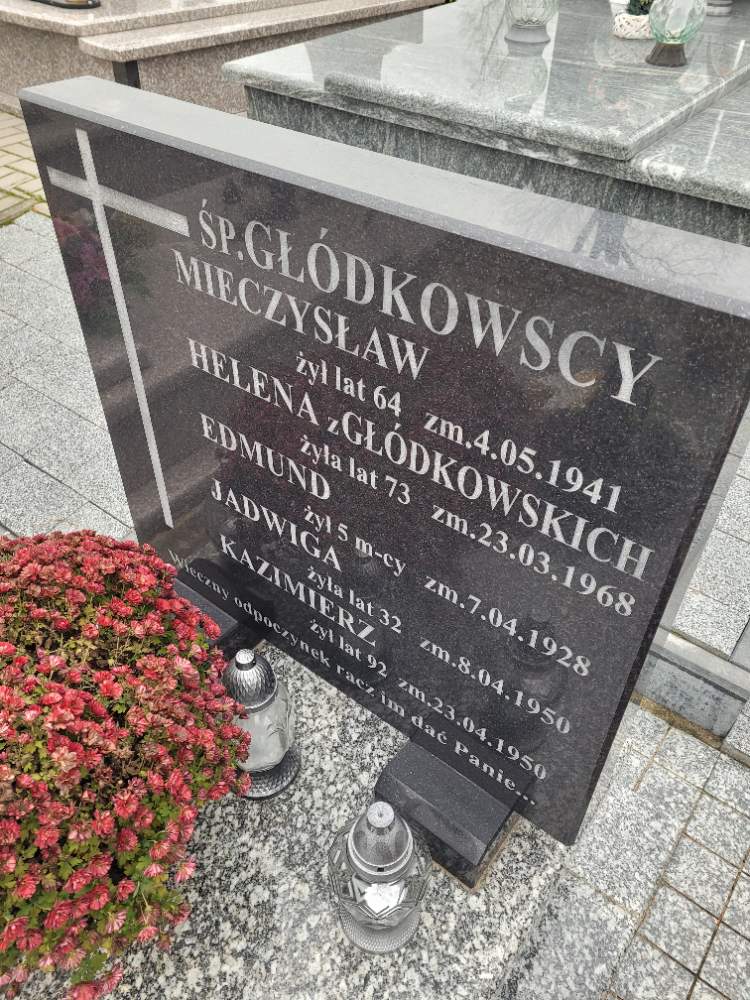 ŚP.GŁÓDKOWSCY
MIECZYSŁAW
żył lat 64 zm.4.05.1941
HELENA zGŁÓDKOWSKICH
żyła lat 73 zm.23.03.1968
EDMUND
żył 5 m-cy zm.7.04.1928
JADWIGA
żyła lat 32 zm.8.04.1950
KAZIMIERZ
żył lat 92 zm.23.04.1950
Wieczny odpoczynek racz im dać Panie...